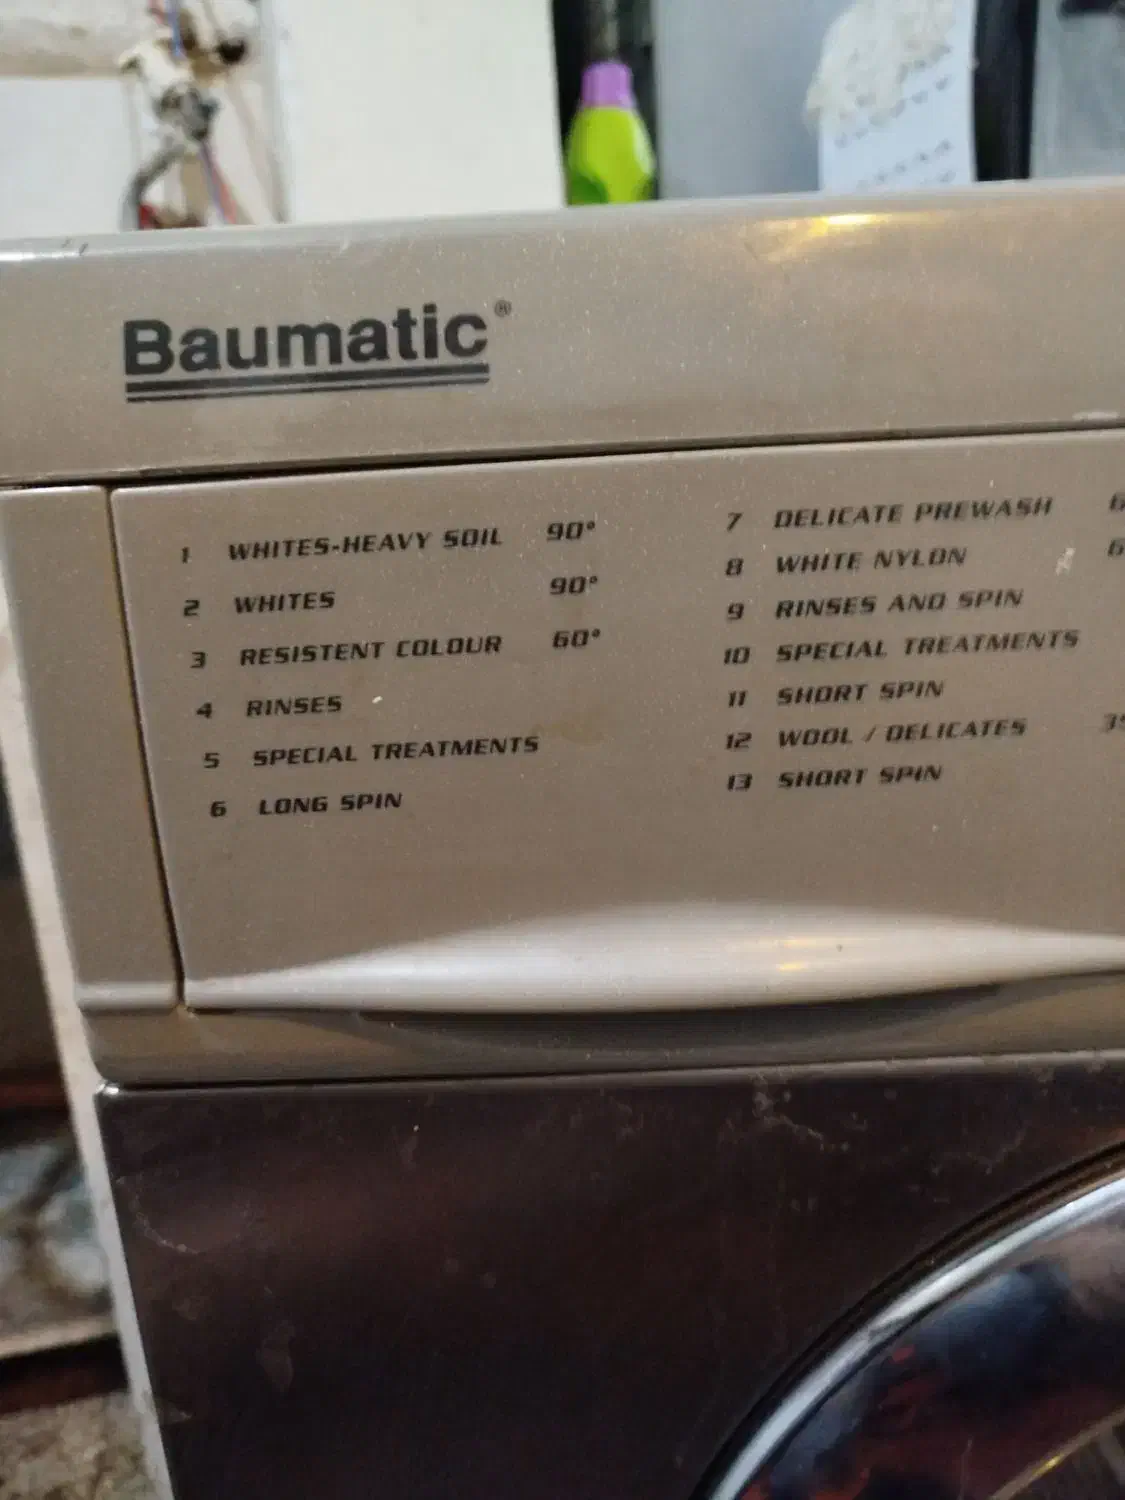 Baumatic®
1 WHITES-HEAVY SOIL 90°
2 WHITES 90°
3 RESISTENT COLOUR 60°
4 RINSES
5 SPECIAL TREATMENTS
6 LONG SPIN
7 DELICATE PREWASH
8 WHITE NYLON
9 RINSES AND SPIN
10 SPECIAL TREATMENTS
11 SHORT SPIN
12 WOOL / DELICATES
13 SHORT SPIN